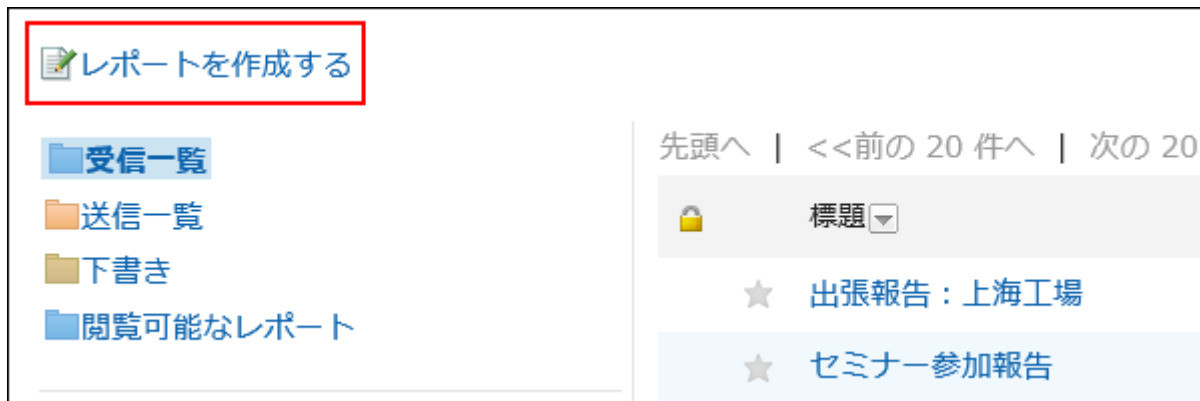 レポートを作成する
受信一覧
送信一覧
下書き
閲覧可能なレポート
先頭へ | <<前の 20 件へ | 次の 20
標題
出張報告：上海工場
セミナー参加報告